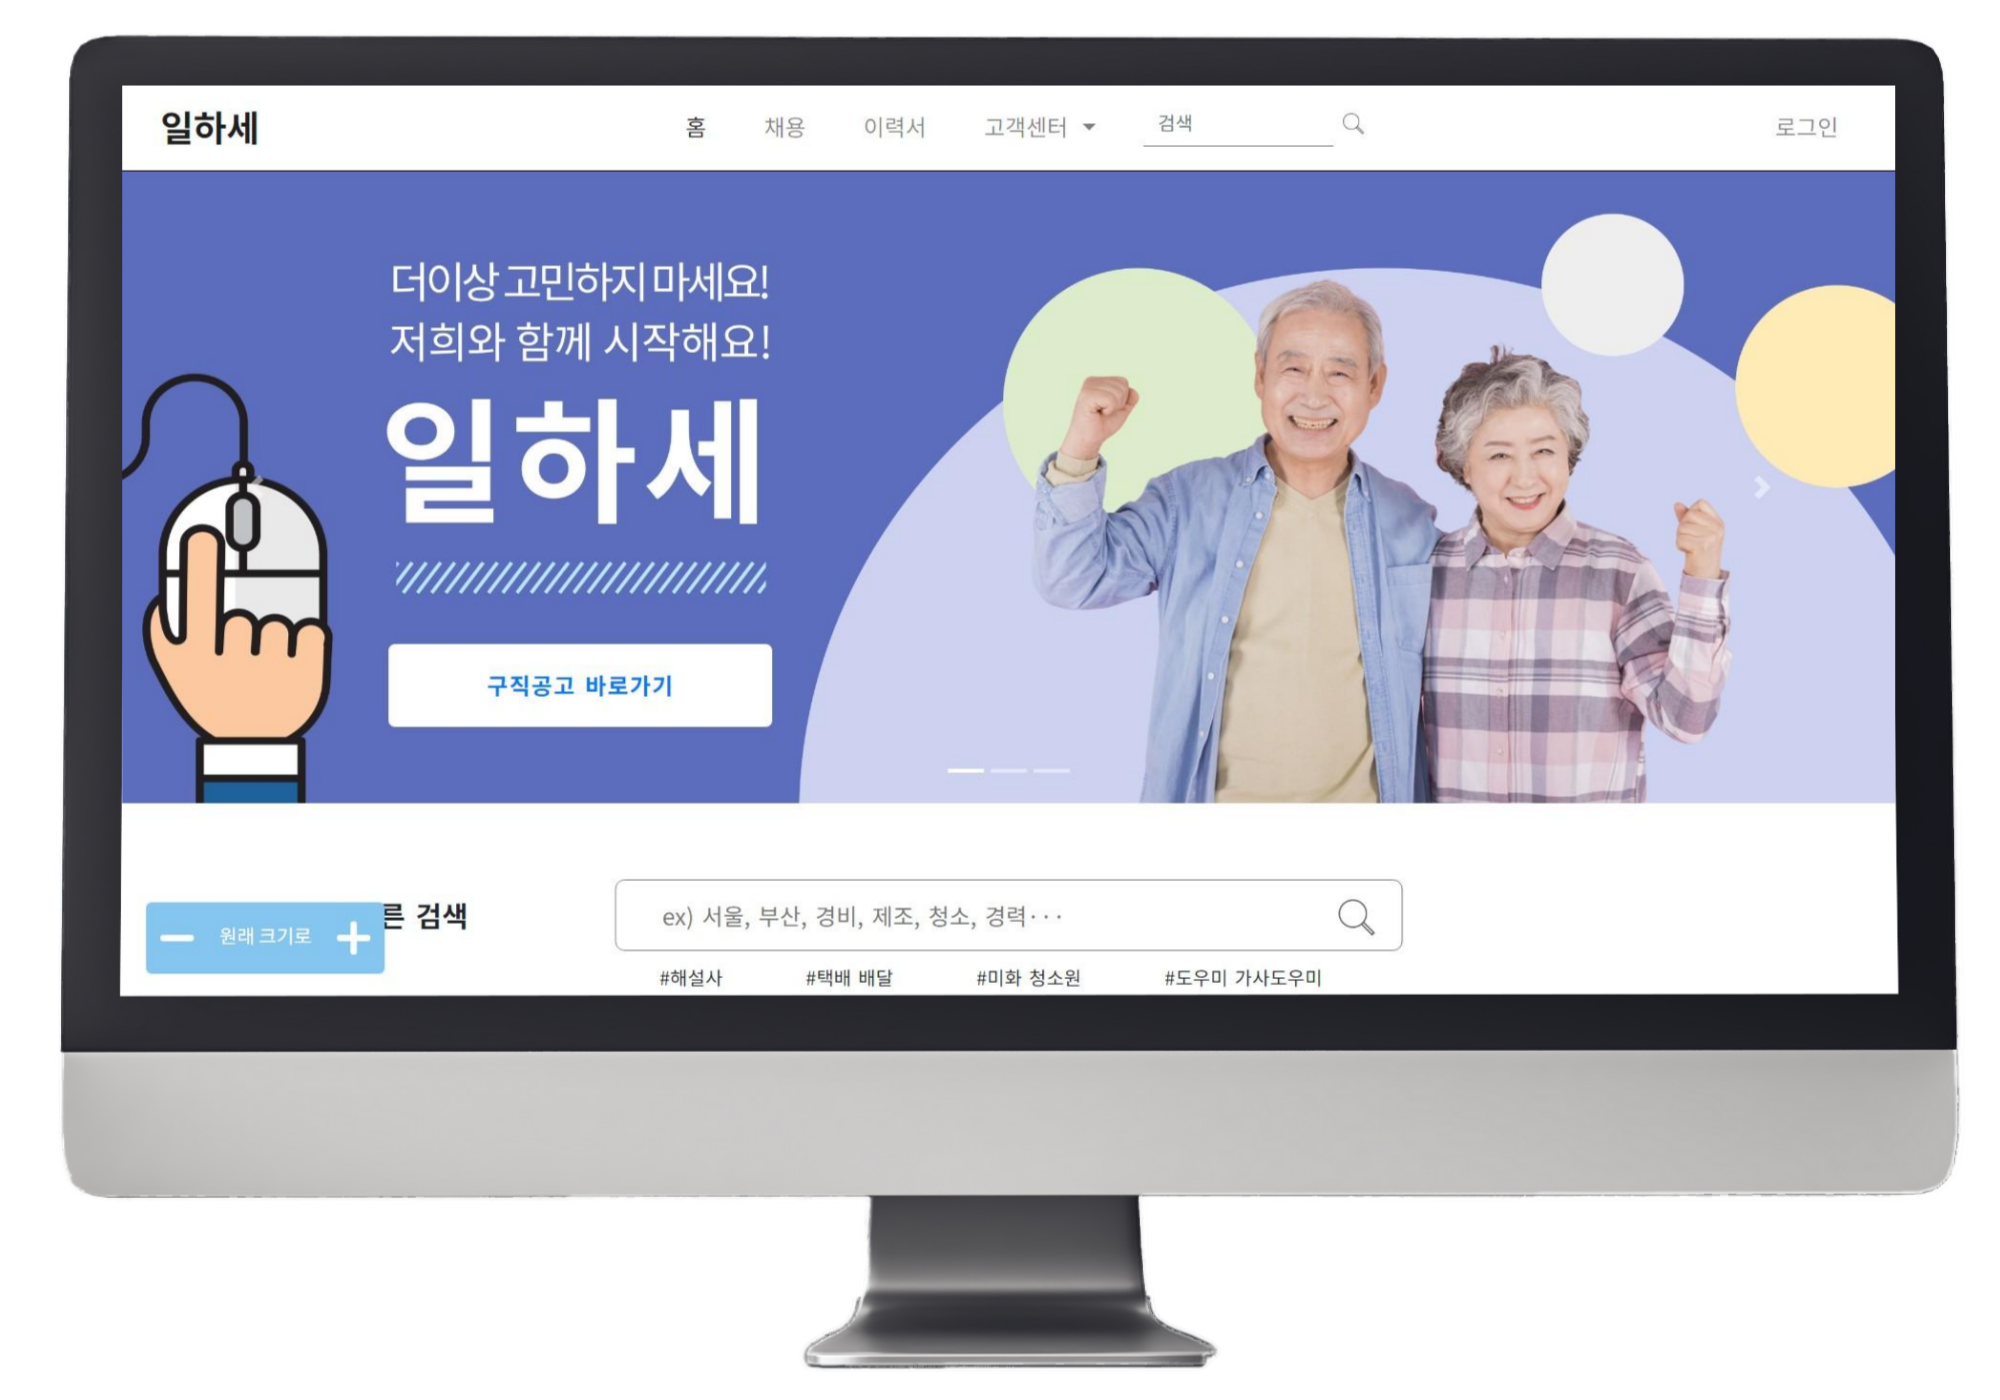 일하세
홈 채용 이력서 고객센터 검색 로그인
더이상 고민하지 마세요!
저희와 함께 시작해요!
일하세
구직공고 바로가기
른 검색
ex) 서울, 부산, 경비, 제조, 청소, 경력···
원래 크기로
#해설사 #택배 배달 #미화 청소원 #도우미 가사도우미